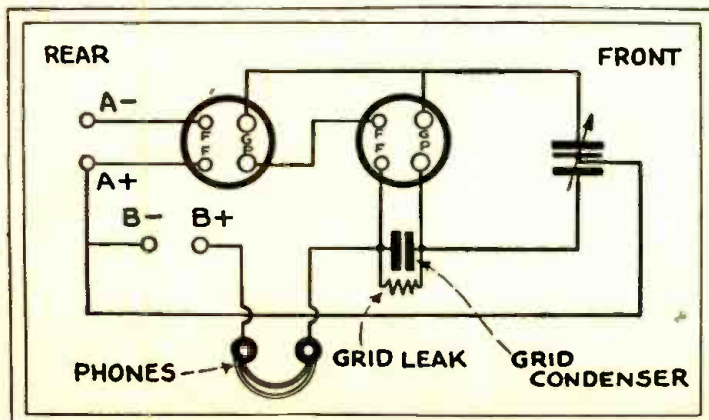 REAR
FRONT
A-
A+
B-
B+
F
F
G
P
F
F
G
P
PHONES
GRID LEAK
GRID
CONDENSER